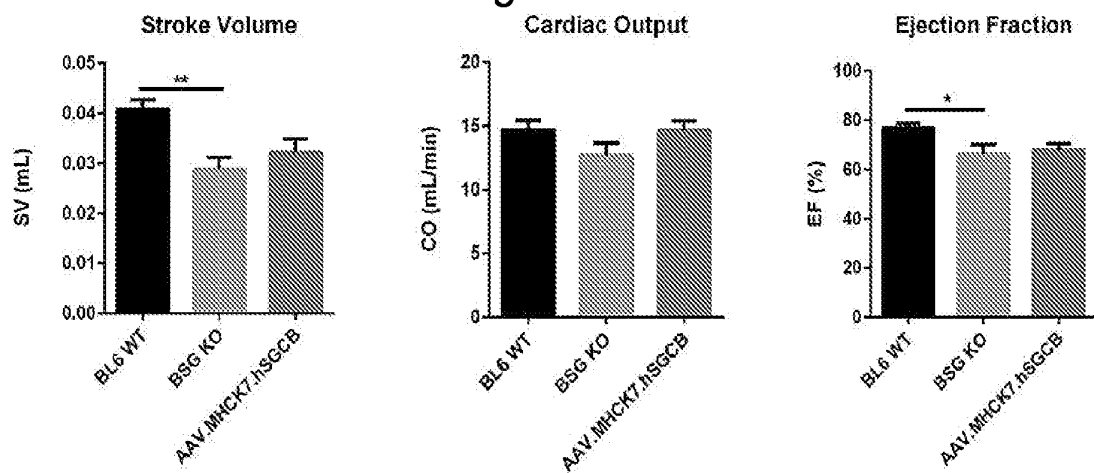 g
Stroke Volume
SV (mL)
0.05
0.04
0.03
0.02
0.01
0.00
**
BL6 WT
BSG KO
AAV.MHCK7.hSGCB
Cardiac Output
CO (mL/min)
20
15
10
5
0
BL6 WT
BSG KO
AAV.MHCK7.hSGCB
Ejection Fraction
EF (%)
100
80
60
40
20
0
*
BL6 WT
BSG KO
AAV.MHCK7.hSGCB